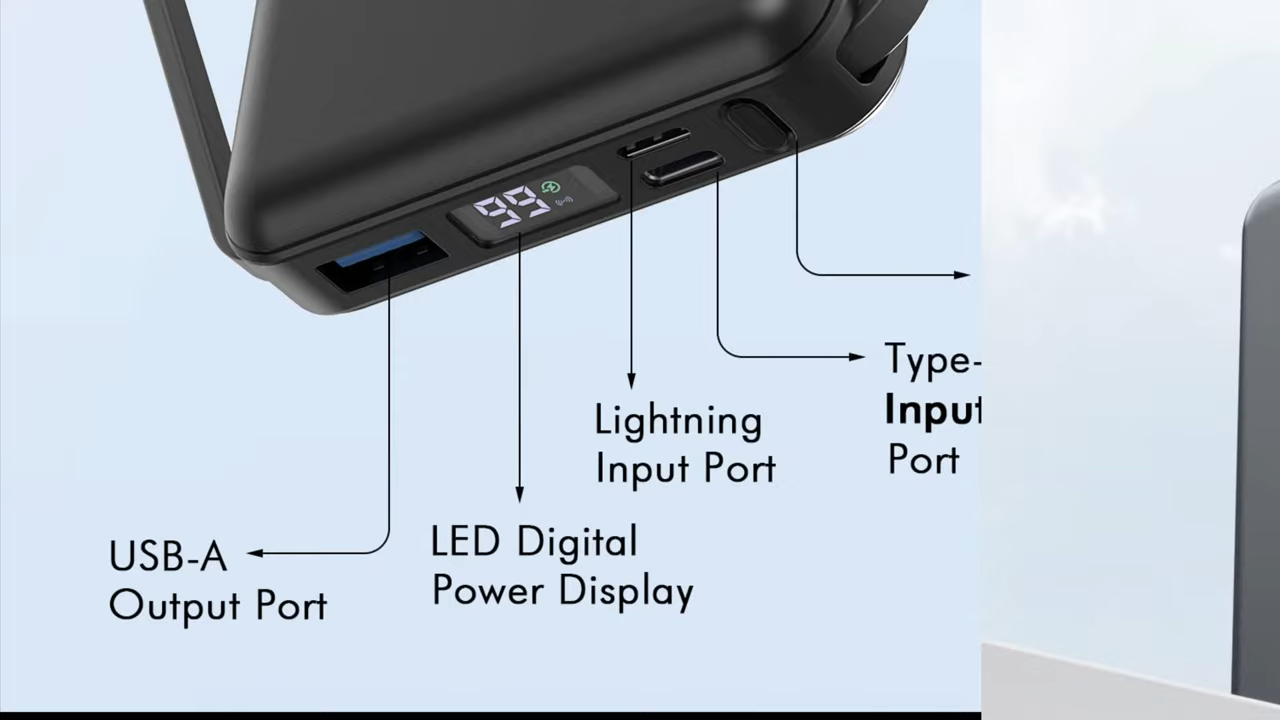 99
Lightning
Input Port
Type-
Input
Port
LED Digital
Power Display
USB-A
Output Port